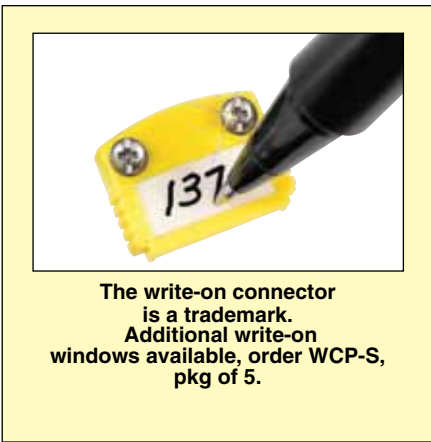 137
The write-on connector
is a trademark.
Additional write-on
windows available, order WCP-S,
pkg of 5.